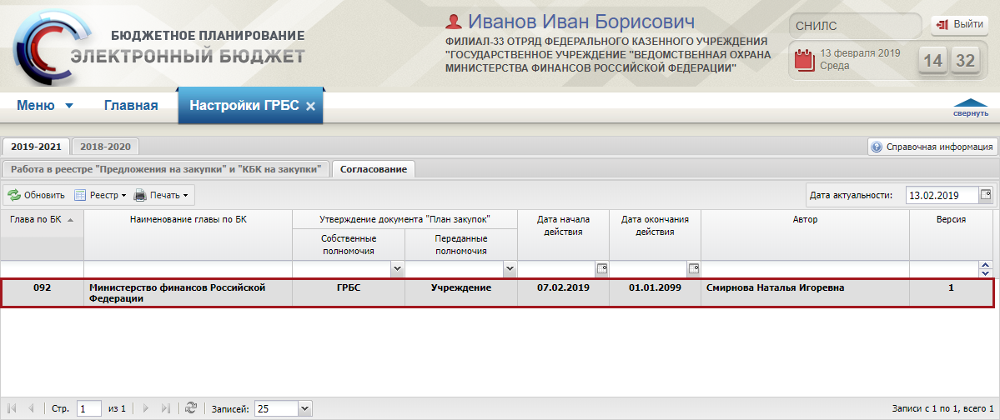 БЮДЖЕТНОЕ ПЛАНИРОВАНИЕ
ЭЛЕКТРОННЫЙ БЮДЖЕТ
Иванов Иван Борисович
ФИЛИАЛ-33 ОТРЯД ФЕДЕРАЛЬНОГО КАЗЕННОГО УЧРЕЖДЕНИЯ
"ГОСУДАРСТВЕННОЕ УЧРЕЖДЕНИЕ "ВЕДОМСТВЕННАЯ ОХРАНА
МИНИСТЕРСТВА ФИНАНСОВ РОССИЙСКОЙ ФЕДЕРАЦИИ"
СНИЛС
Выйти
13 февраля 2019
Среда
14 32
Меню Главная Настройки ГРБС
свернуть
2019-2021 2018-2020
Справочная информация
Работа в реестре "Предложения на закупки" и "КБК на закупки" Согласование
Обновить Реестр Печать
Дата актуальности: 13.02.2019
Глава по БК
Наименование главы по БК
Утверждение документа "План закупок"
Собственные
полномочия
Переданные
полномочия
Дата начала
действия
Дата окончания
действия
Автор
Версия
092
Министерство финансов Российской
Федерации
ГРБС
Учреждение
07.02.2019
01.01.2099
Смирнова Наталья Игоревна
1
Стр. 1 из 1 Записей: 25
Записи с 1 по 1, всего 1